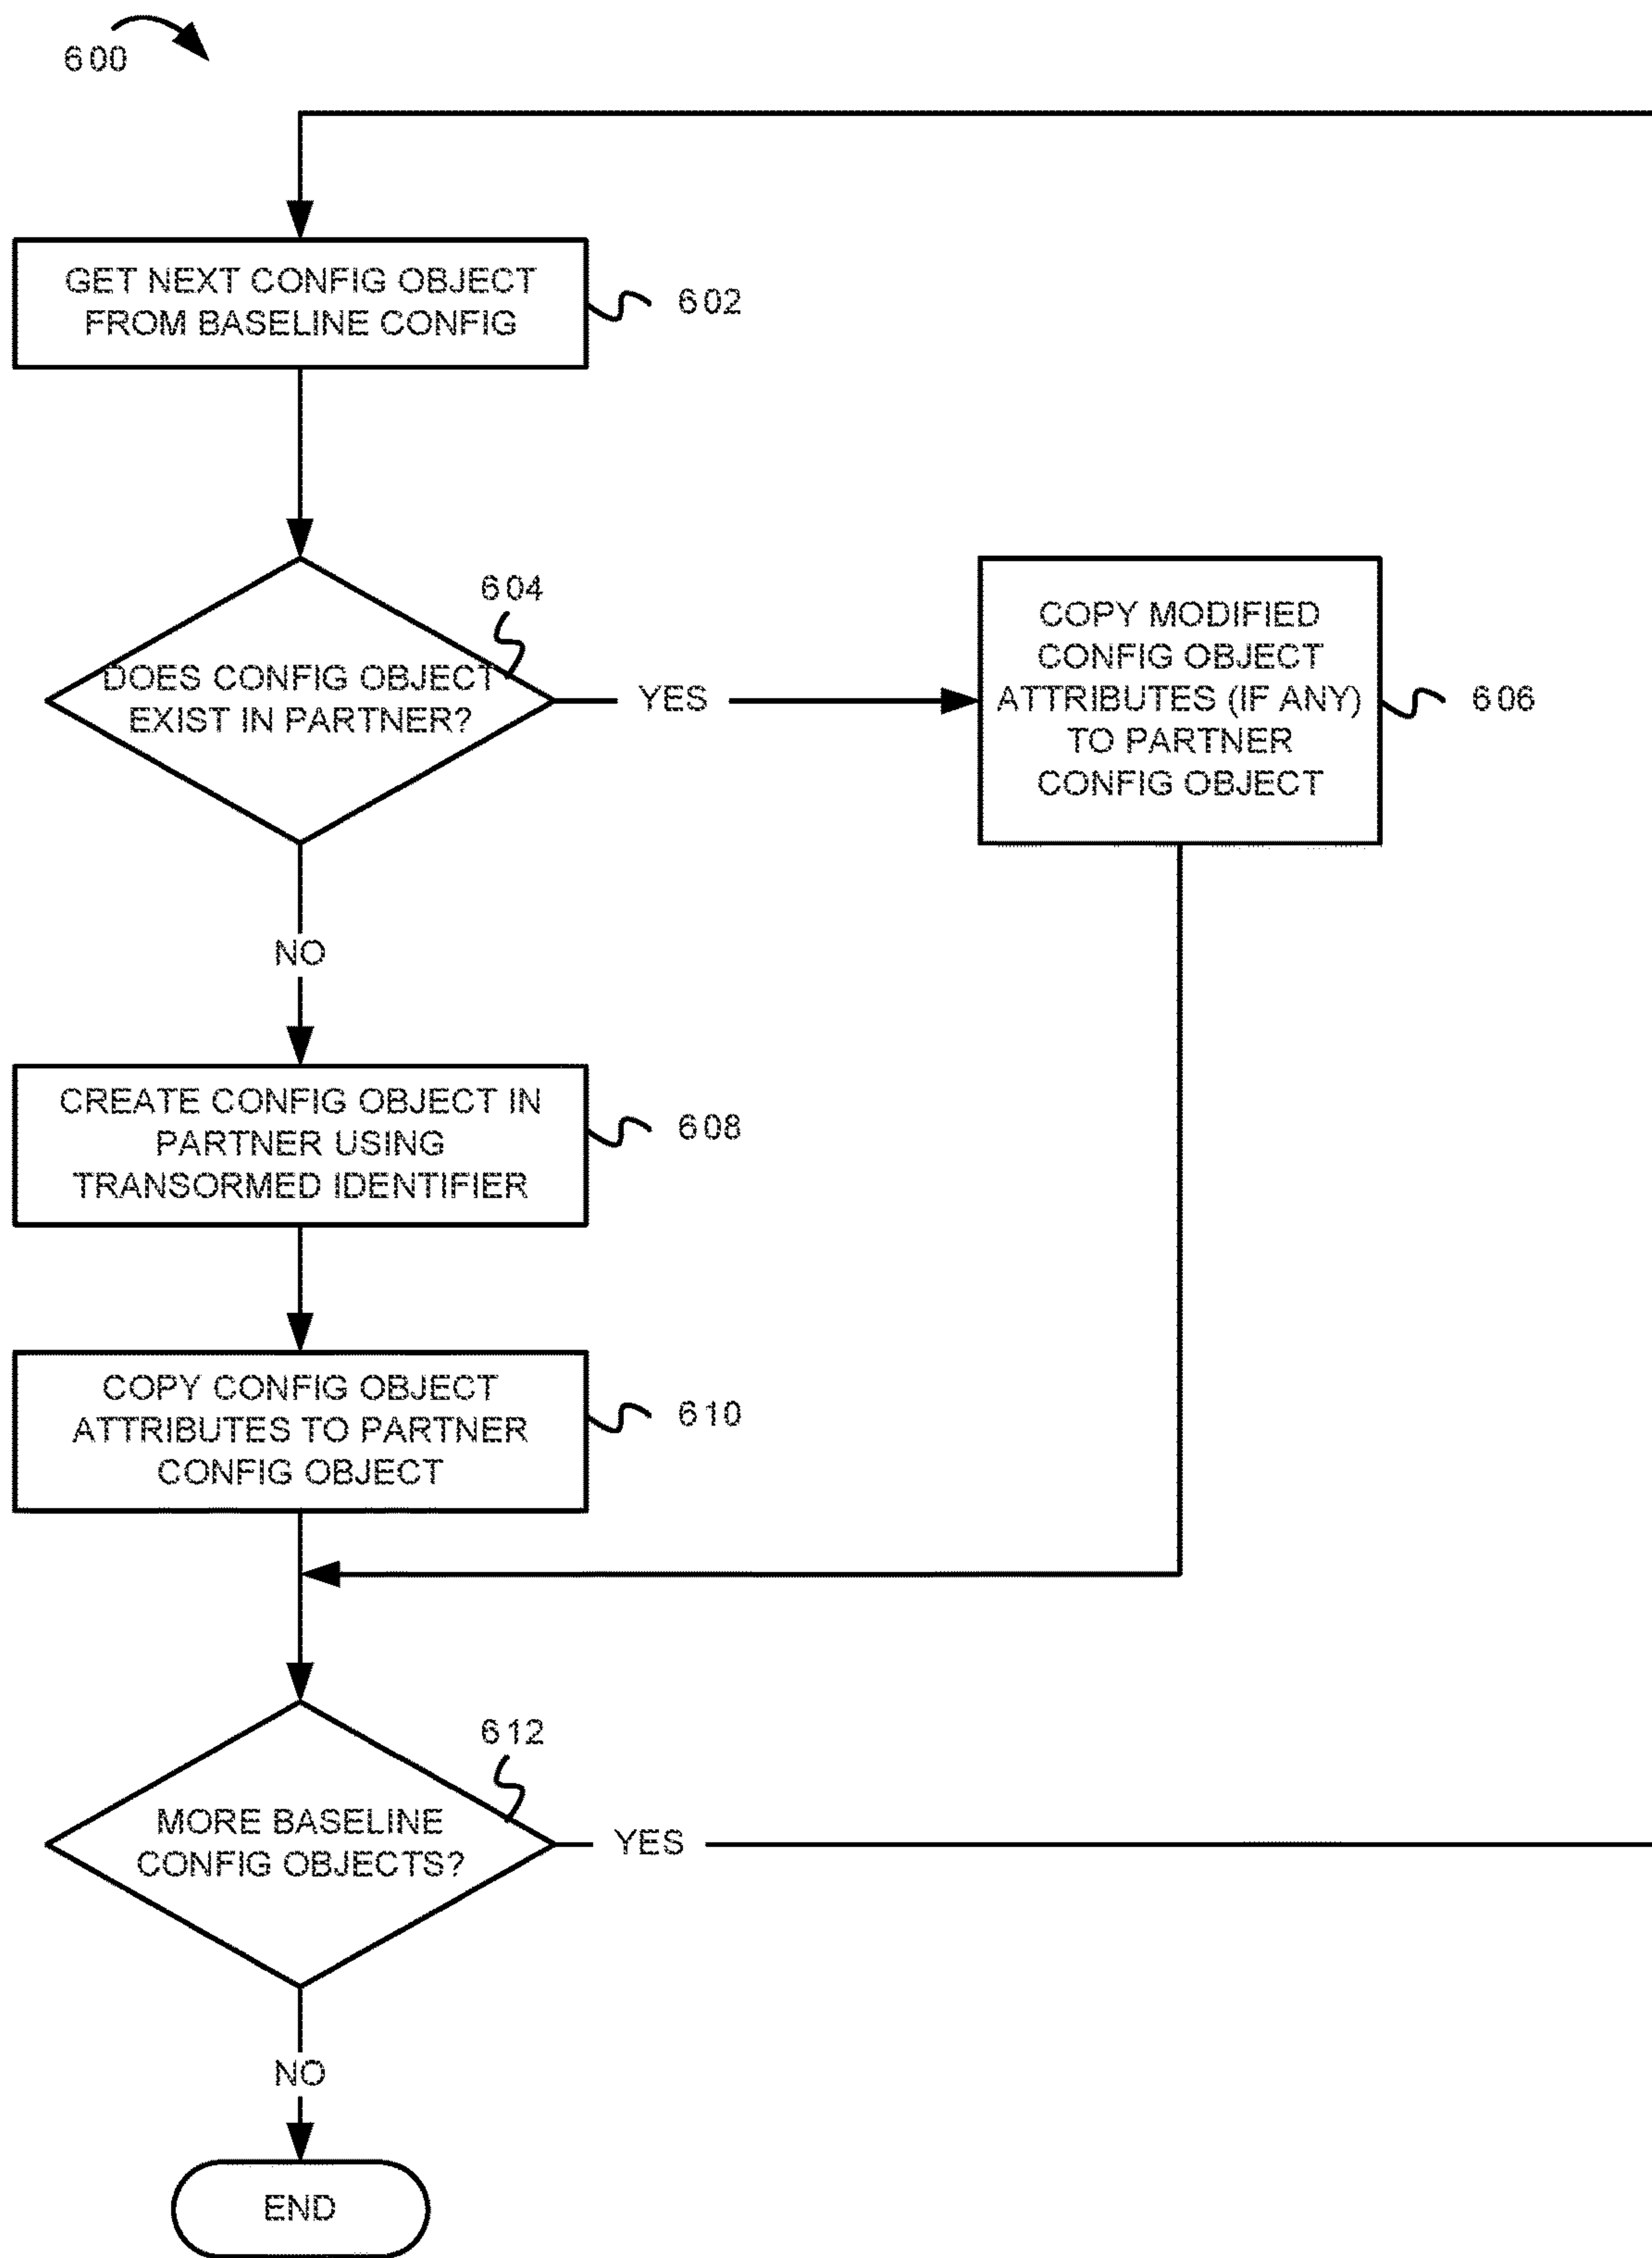 600
GET NEXT CONFIG OBJECT
FROM BASELINE CONFIG
602
604
DOES CONFIG OBJECT
EXIST IN PARTNER?
YES
COPY MODIFIED
CONFIG OBJECT
ATTRIBUTES (IF ANY)
TO PARTNER
CONFIG OBJECT
606
NO
CREATE CONFIG OBJECT IN
PARTNER USING
TRANSORMED IDENTIFIER
608
COPY CONFIG OBJECT
ATTRIBUTES TO PARTNER
CONFIG OBJECT
610
612
MORE BASELINE
CONFIG OBJECTS?
YES
NO
END